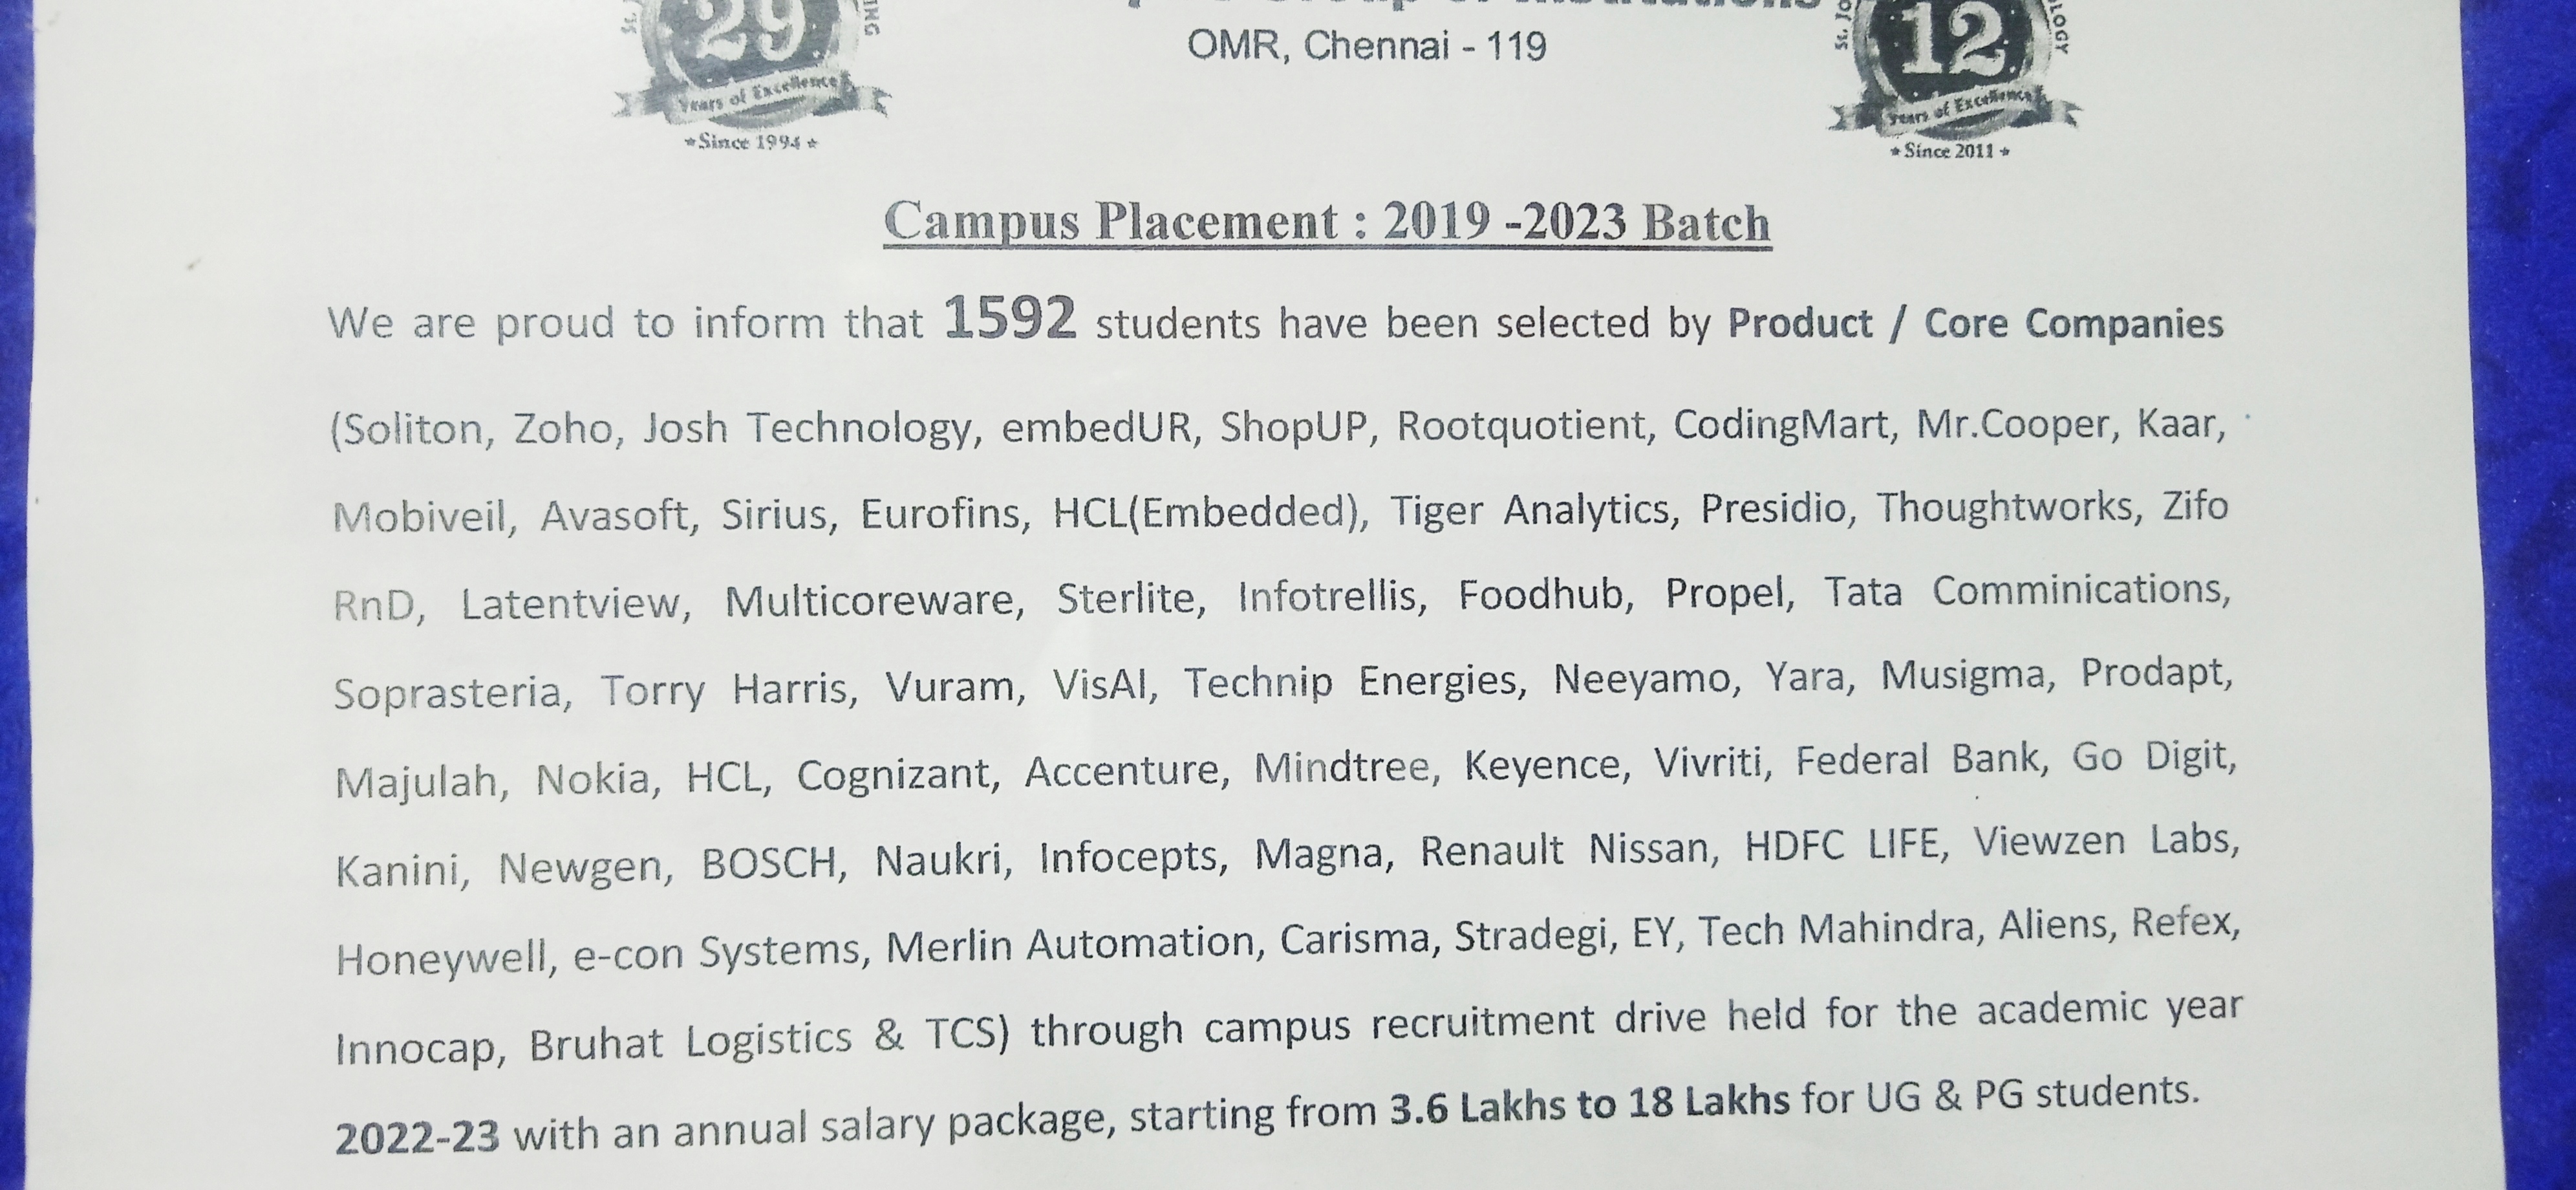 29
Years of Excellence
★Since 1994★
OMR, Chennai - 119
12
Years of Excellence
★Since 2011★
Campus Placement : 2019 -2023 Batch
We are proud to inform that 1592 students have been selected by Product / Core Companies
(Soliton, Zoho, Josh Technology, embedUR, ShopUP, Rootquotient, CodingMart, Mr.Cooper, Kaar,
Mobiveil, Avasoft, Sirius, Eurofins, HCL(Embedded), Tiger Analytics, Presidio, Thoughtworks, Zifo
RnD, Latentview, Multicoreware, Sterlite, Infotrellis, Foodhub, Propel, Tata Comminications,
Soprasteria, Torry Harris, Vuram, VisAI, Technip Energies, Neeyamo, Yara, Musigma, Prodapt,
Majulah, Nokia, HCL, Cognizant, Accenture, Mindtree, Keyence, Vivriti, Federal Bank, Go Digit,
Kanini, Newgen, BOSCH, Naukri, Infocepts, Magna, Renault Nissan, HDFC LIFE, Viewzen Labs,
Honeywell, e-con Systems, Merlin Automation, Carisma, Stradegi, EY, Tech Mahindra, Aliens, Refex,
Innocap, Bruhat Logistics & TCS) through campus recruitment drive held for the academic year
2022-23 with an annual salary package, starting from 3.6 Lakhs to 18 Lakhs for UG & PG students.